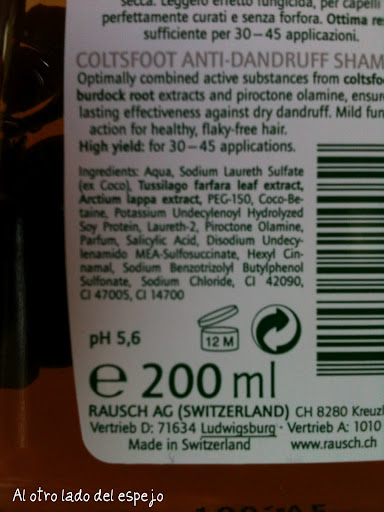 secca. Leggero effetto fungicida, per capelli
perfettamente curati e senza forfora. Ottima
sufficiente per 30–45 applicazioni.
COLTSFOOT ANTI-DANDRUFF SHAM
Optimally combined active substances from coltsfo
burdock root extracts and piroctone olamine, ensur
lasting effectiveness against dry dandruff. Mild fun
action for healthy, flaky-free hair.
High yield: for 30–45 applications.
Ingredients: Aqua, Sodium Laureth Sulfate
(ex Coco), Tussilago farfara leaf extract,
Arctium lappa extract, PEG-150, Coco-Be-
taine, Potassium Undecylenoyl Hydrolyzed
Soy Protein, Laureth-2, Piroctone Olamine,
Parfum, Salicylic Acid, Disodium Undecy-
lenamido MEA-Sulfosuccinate, Hexyl Cin-
namal, Sodium Benzotrizolyl Butylphenol
Sulfonate, Sodium Chloride, CI 42090,
CI 47005, CI 14700
pH 5,6
12 M
e 200 ml
RAUSCH AG (SWITZERLAND) CH 8280 Kreuzl
Vertrieb D: 71634 Ludwigsburg · Vertrieb A: 1010
Made in Switzerland www.rausch.ch
Al otro lado del espejo